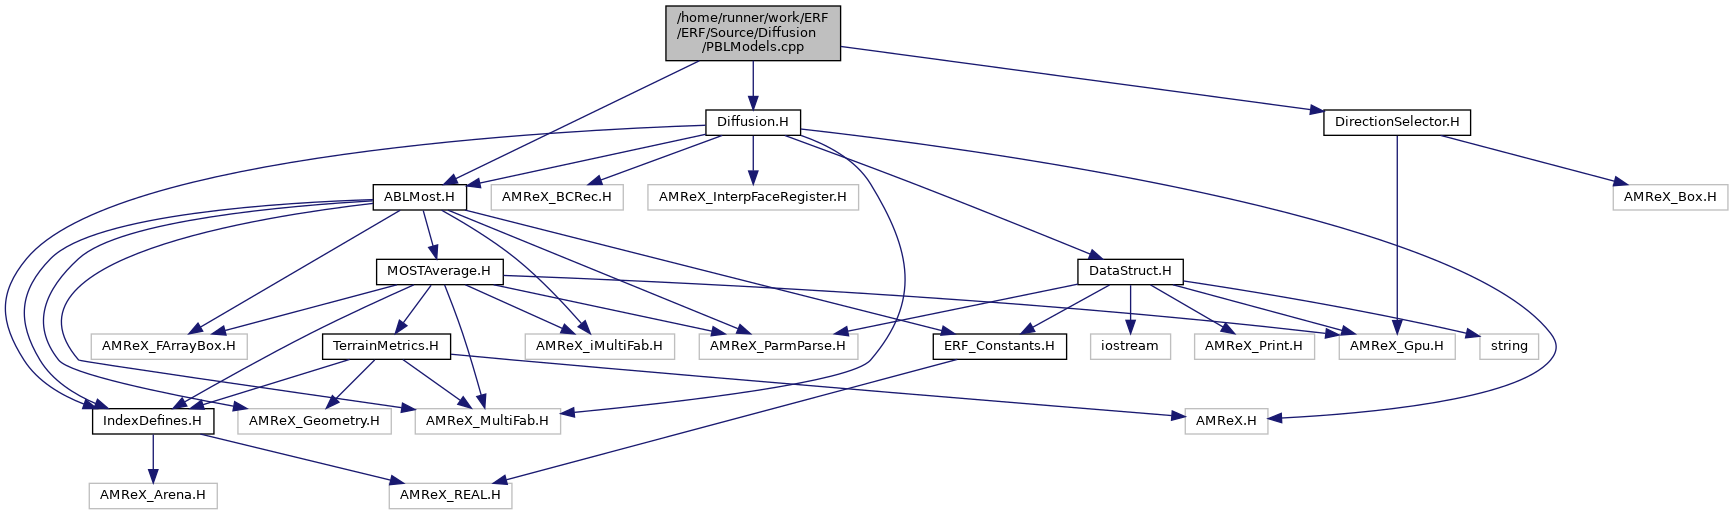 /home/runner/work/ERF
/ERF/Source/Diffusion
/PBLModels.cpp
Diffusion.H
DirectionSelector.H
ABLMost.H
AMReX_BCRec.H
AMReX_InterpFaceRegister.H
AMReX_Box.H
MOSTAverage.H
DataStruct.H
AMReX_FArrayBox.H
TerrainMetrics.H
AMReX_iMultiFab.H
AMReX_ParmParse.H
ERF_Constants.H
iostream
AMReX_Print.H
AMReX_Gpu.H
string
IndexDefines.H
AMReX_Geometry.H
AMReX_MultiFab.H
AMReX.H
AMReX_Arena.H
AMReX_REAL.H